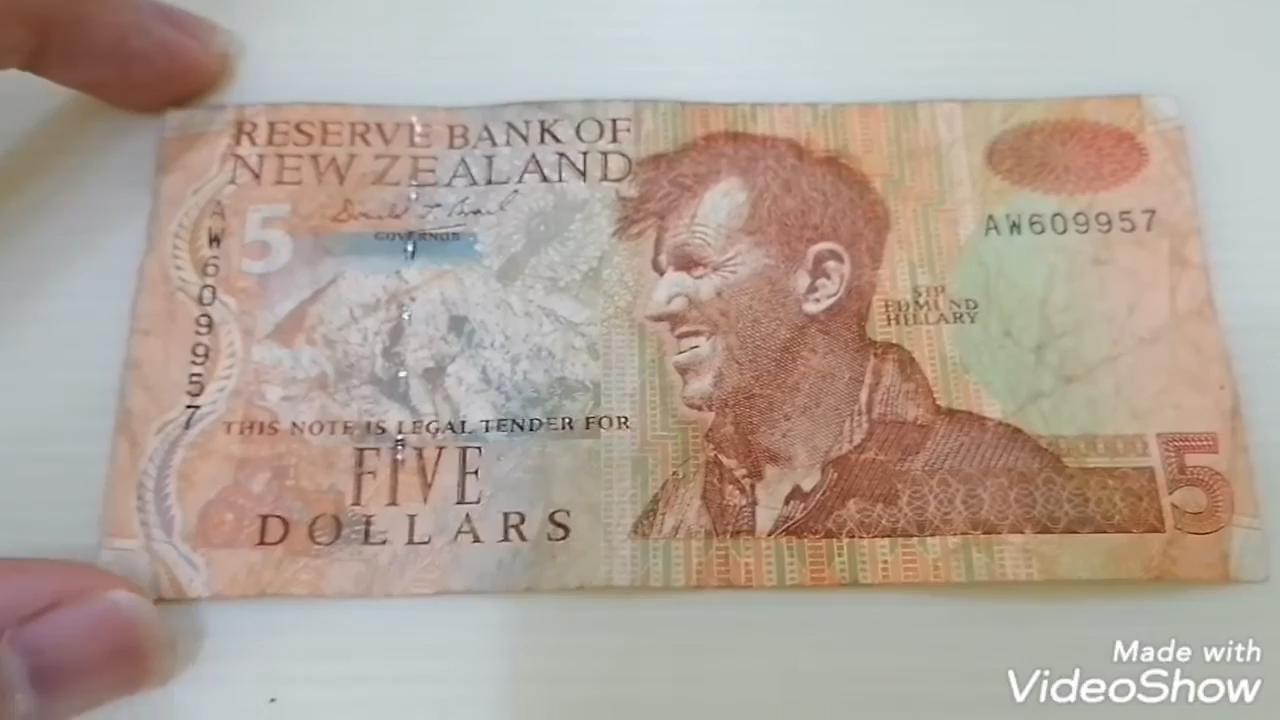 RESERVE BANK OF
NEW ZEALAND
GOVERNOR
5
AW609957
AW609957
SIR
EDMUND
HILLARY
THIS NOTE IS LEGAL TENDER FOR
FIVE
DOLLARS
5
Made with
VideoShow